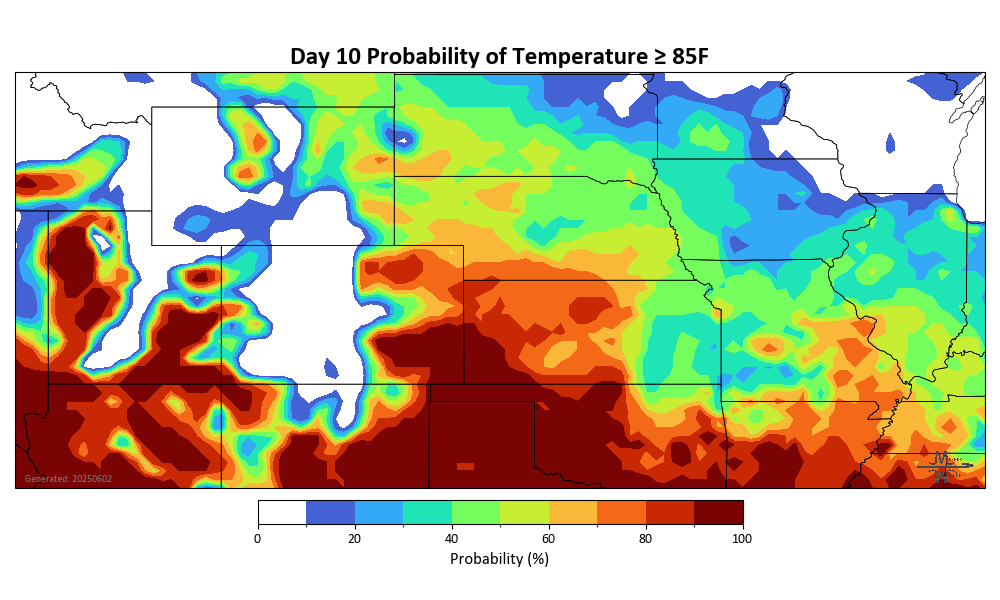 Day 10 Probability of Temperature ≥ 85F
Generated: 20250602
0 20 40 60 80 100
Probability (%)